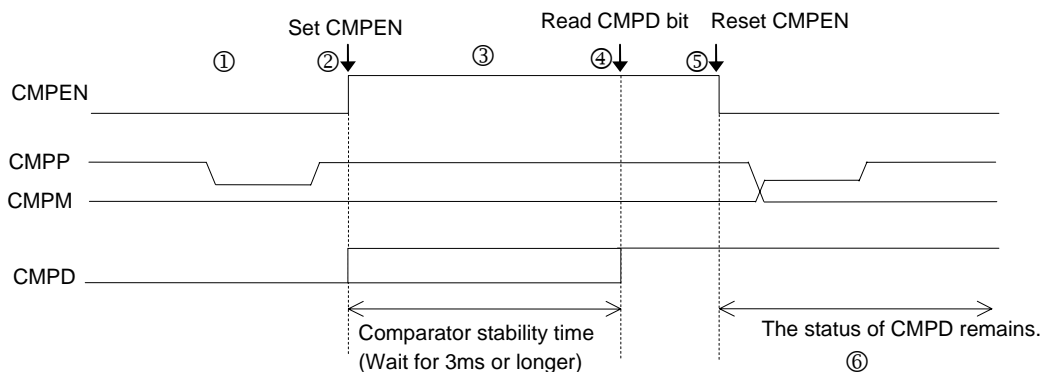 Set CMPEN
Read CMPD bit
Reset CMPEN
① ② ③ ④ ⑤
CMPEN
CMPP
CMPM
CMPD
Comparator stability time
(Wait for 3ms or longer)
The status of CMPD remains.
⑥